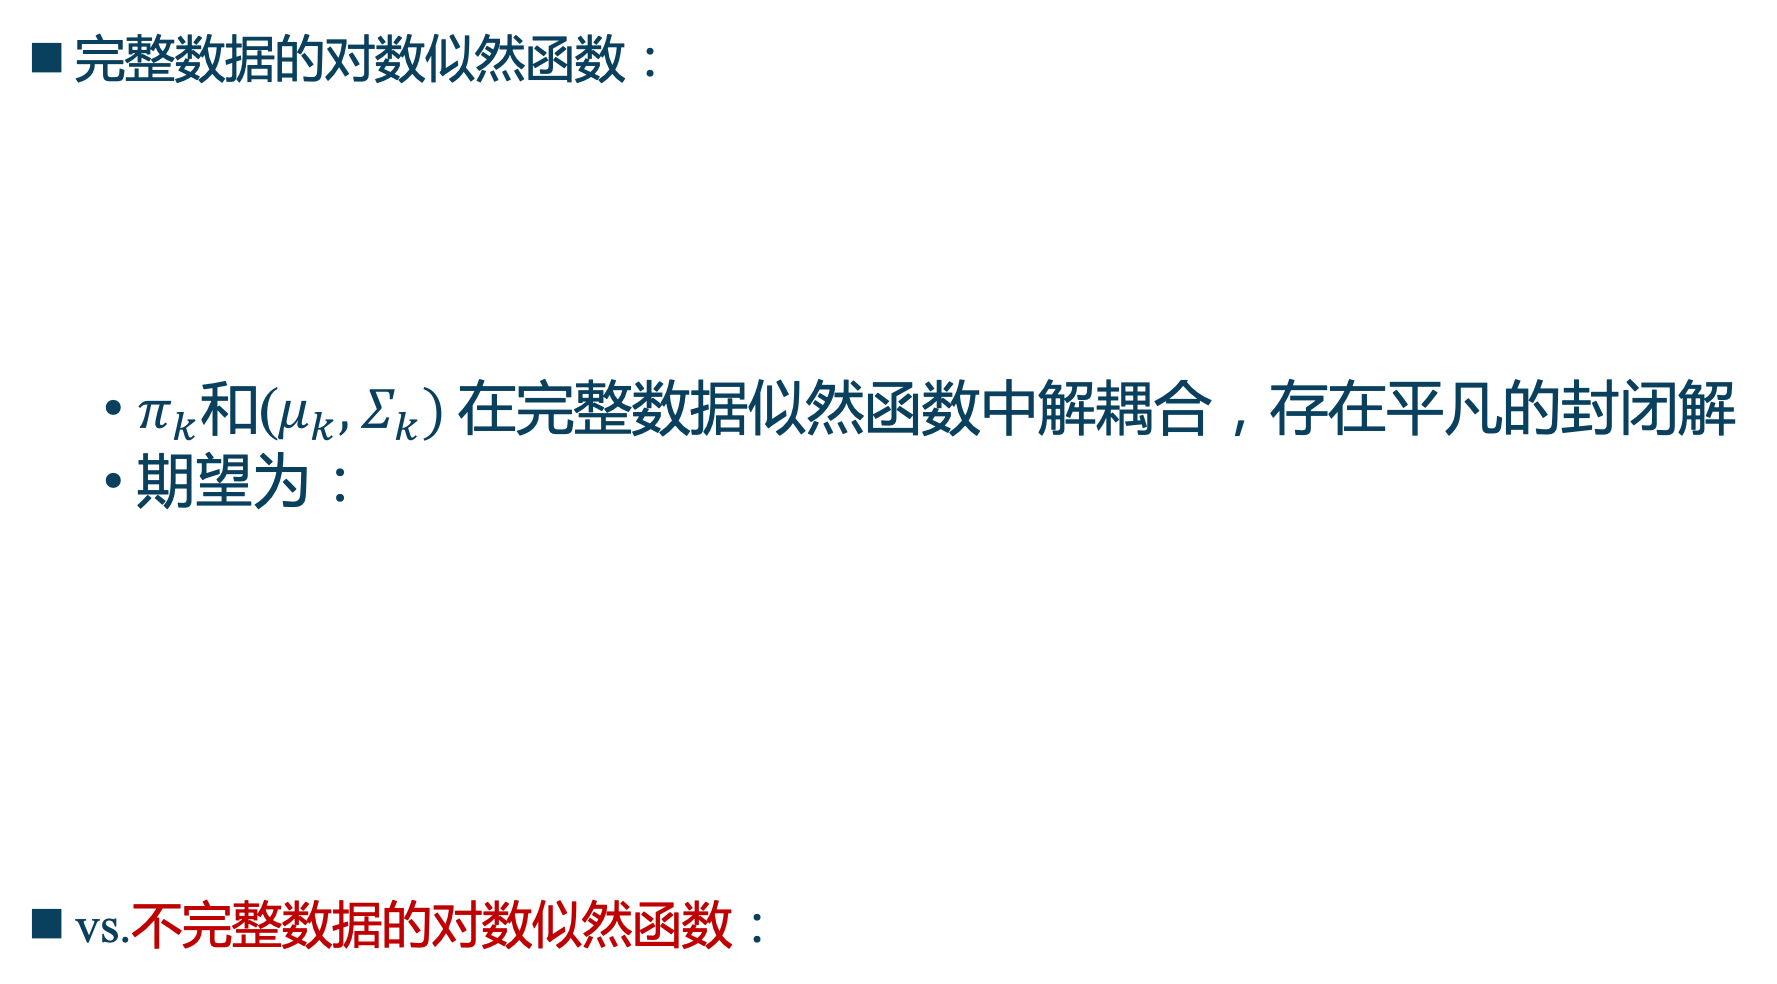 ■ 完整数据的对数似然函数：
• π_k和(μ_k, Σ_k) 在完整数据似然函数中解耦合，存在平凡的封闭解
• 期望为：
■ vs.不完整数据的对数似然函数：